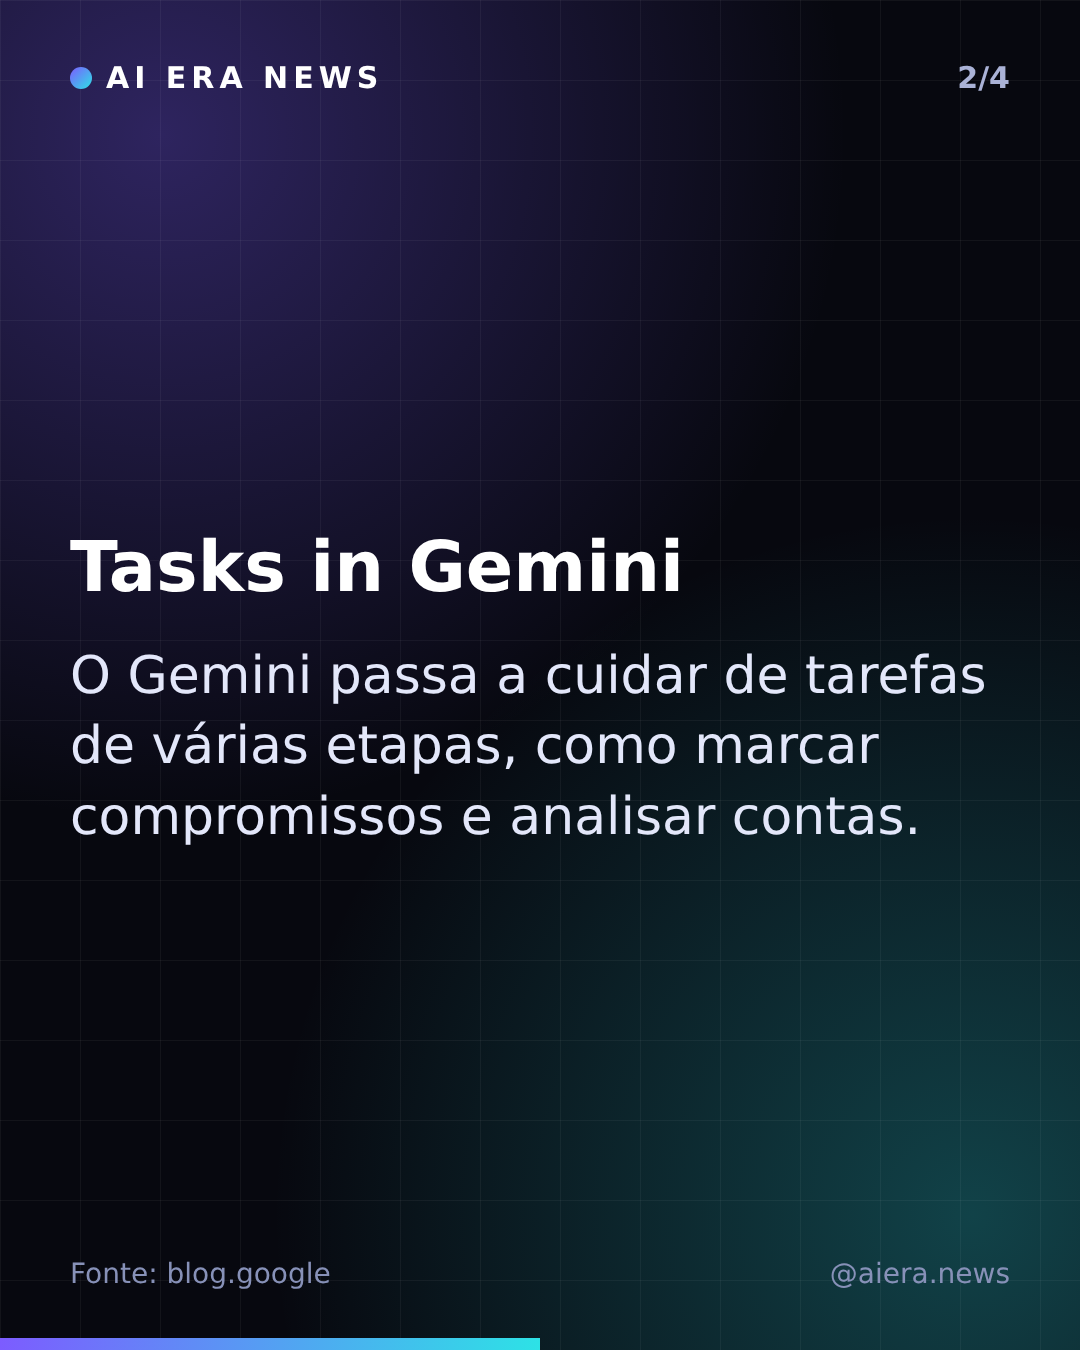 AI ERA NEWS
2/4
Tasks in Gemini
O Gemini passa a cuidar de tarefas
de várias etapas, como marcar
compromissos e analisar contas.
Fonte: blog.google
@aiera.news